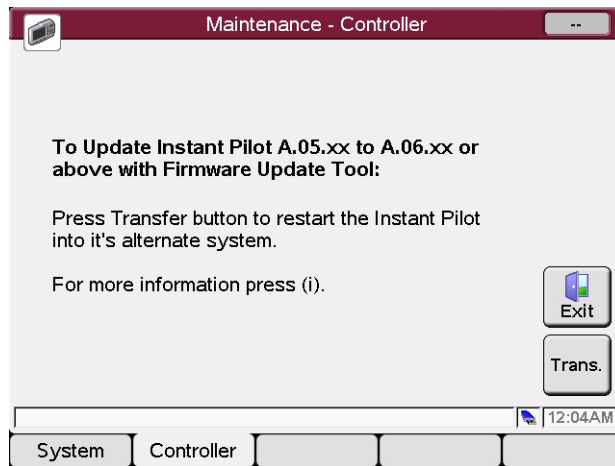 Maintenance - Controller
--
To Update Instant Pilot A.05.xx to A.06.xx or
above with Firmware Update Tool:
Press Transfer button to restart the Instant Pilot
into it's alternate system.
For more information press (i).
Exit
Trans.
12:04AM
System
Controller